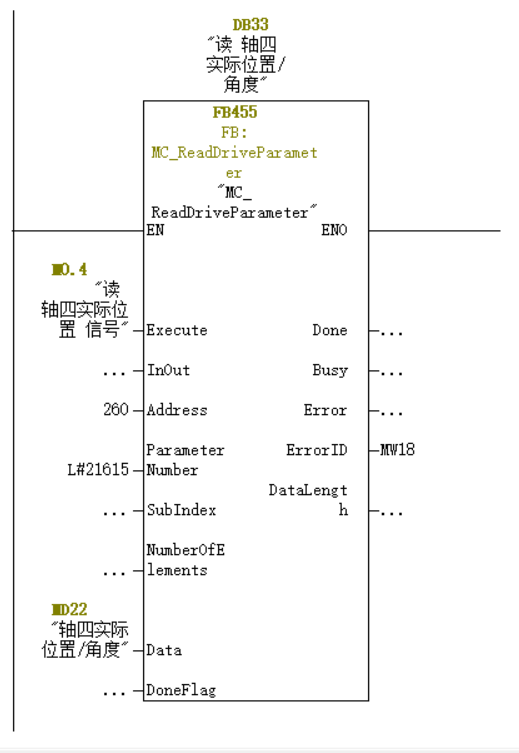 DB33
"读 轴四
实际位置/
角度"
FB455
FB:
MC_ReadDriveParamet
er
"MC_
ReadDriveParameter"
EN ENO
M0.4
"读
轴四实际位
置 信号" Execute Done ...
... InOut Busy ...
260 Address Error ...
Parameter ErrorID MW18
L#21615 Number
DataLengt
... SubIndex h ...
NumberOfE
... lements
MD22
"轴四实际
位置/角度" Data
... DoneFlag